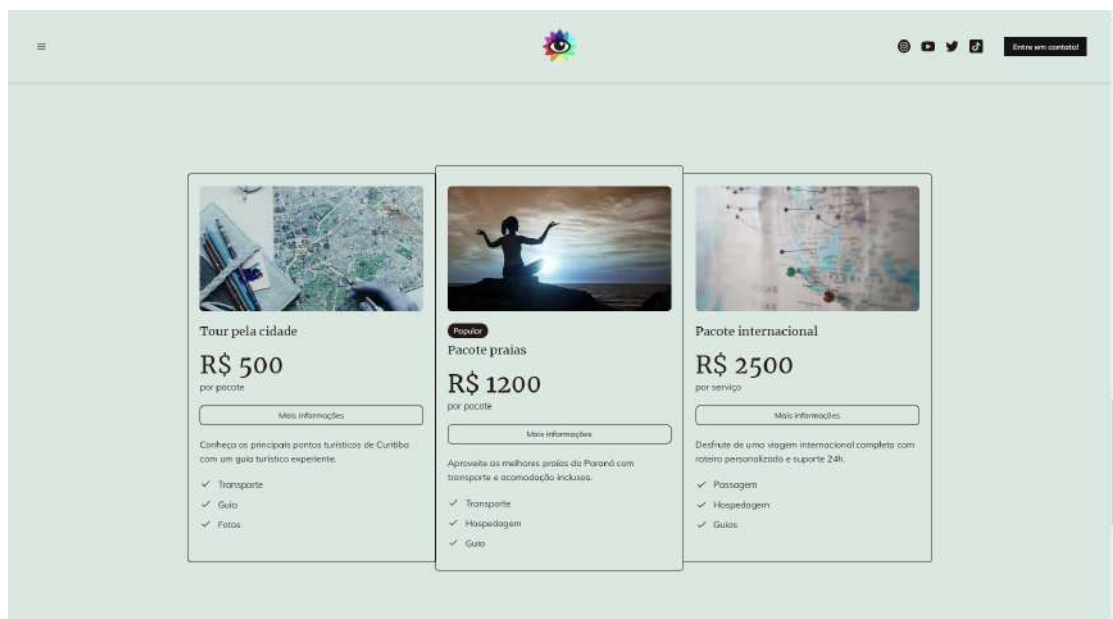 Entre em contato!
Tour pela cidade
R$ 500
por pacote
Mais informações
Conheça os principais pontos turísticos de Curitiba
com um guia turístico experiente.
Transporte
Guia
Fotos
Popular
Pacote praias
R$ 1200
por pacote
Mais informações
Aproveite as melhores praias do Paraná com
transporte e acomodação inclusos.
Transporte
Hospedagem
Guia
Pacote internacional
R$ 2500
por serviço
Mais informações
Desfrute de uma viagem internacional completa com
roteiro personalizado e suporte 24h.
Passagem
Hospedagem
Guias